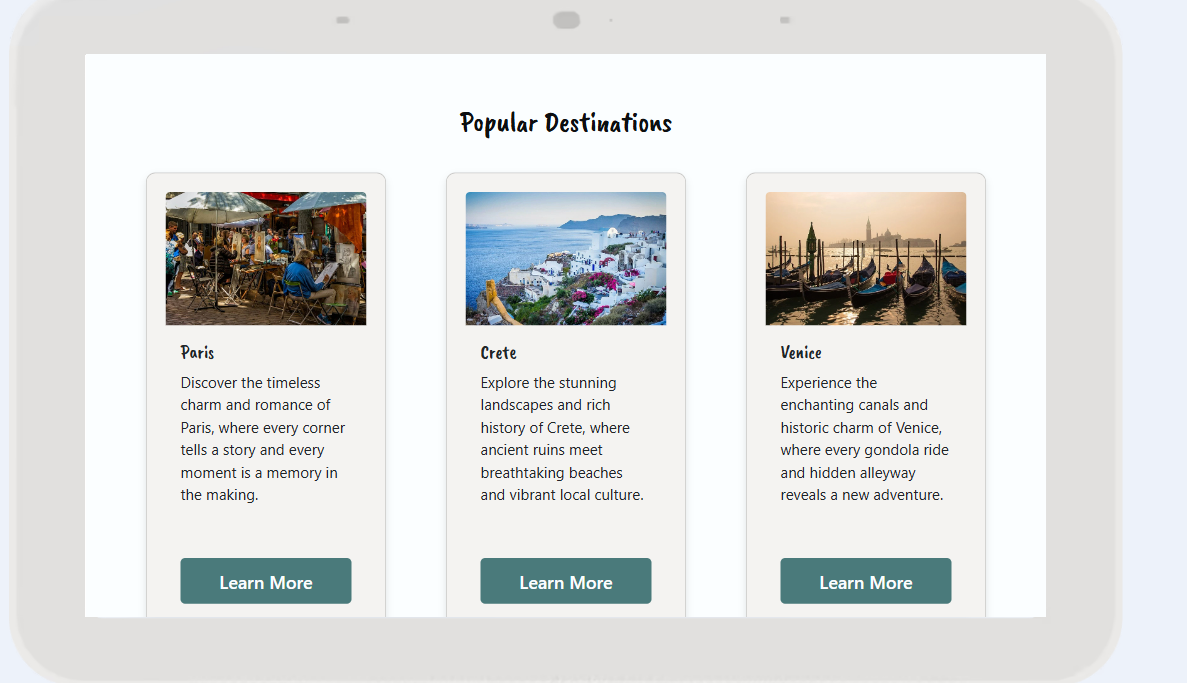 Popular Destinations
Paris
Discover the timeless
charm and romance of
Paris, where every corner
tells a story and every
moment is a memory in
the making.
Learn More
Crete
Explore the stunning
landscapes and rich
history of Crete, where
ancient ruins meet
breathtaking beaches
and vibrant local culture.
Learn More
Venice
Experience the
enchanting canals and
historic charm of Venice,
where every gondola ride
and hidden alleyway
reveals a new adventure.
Learn More